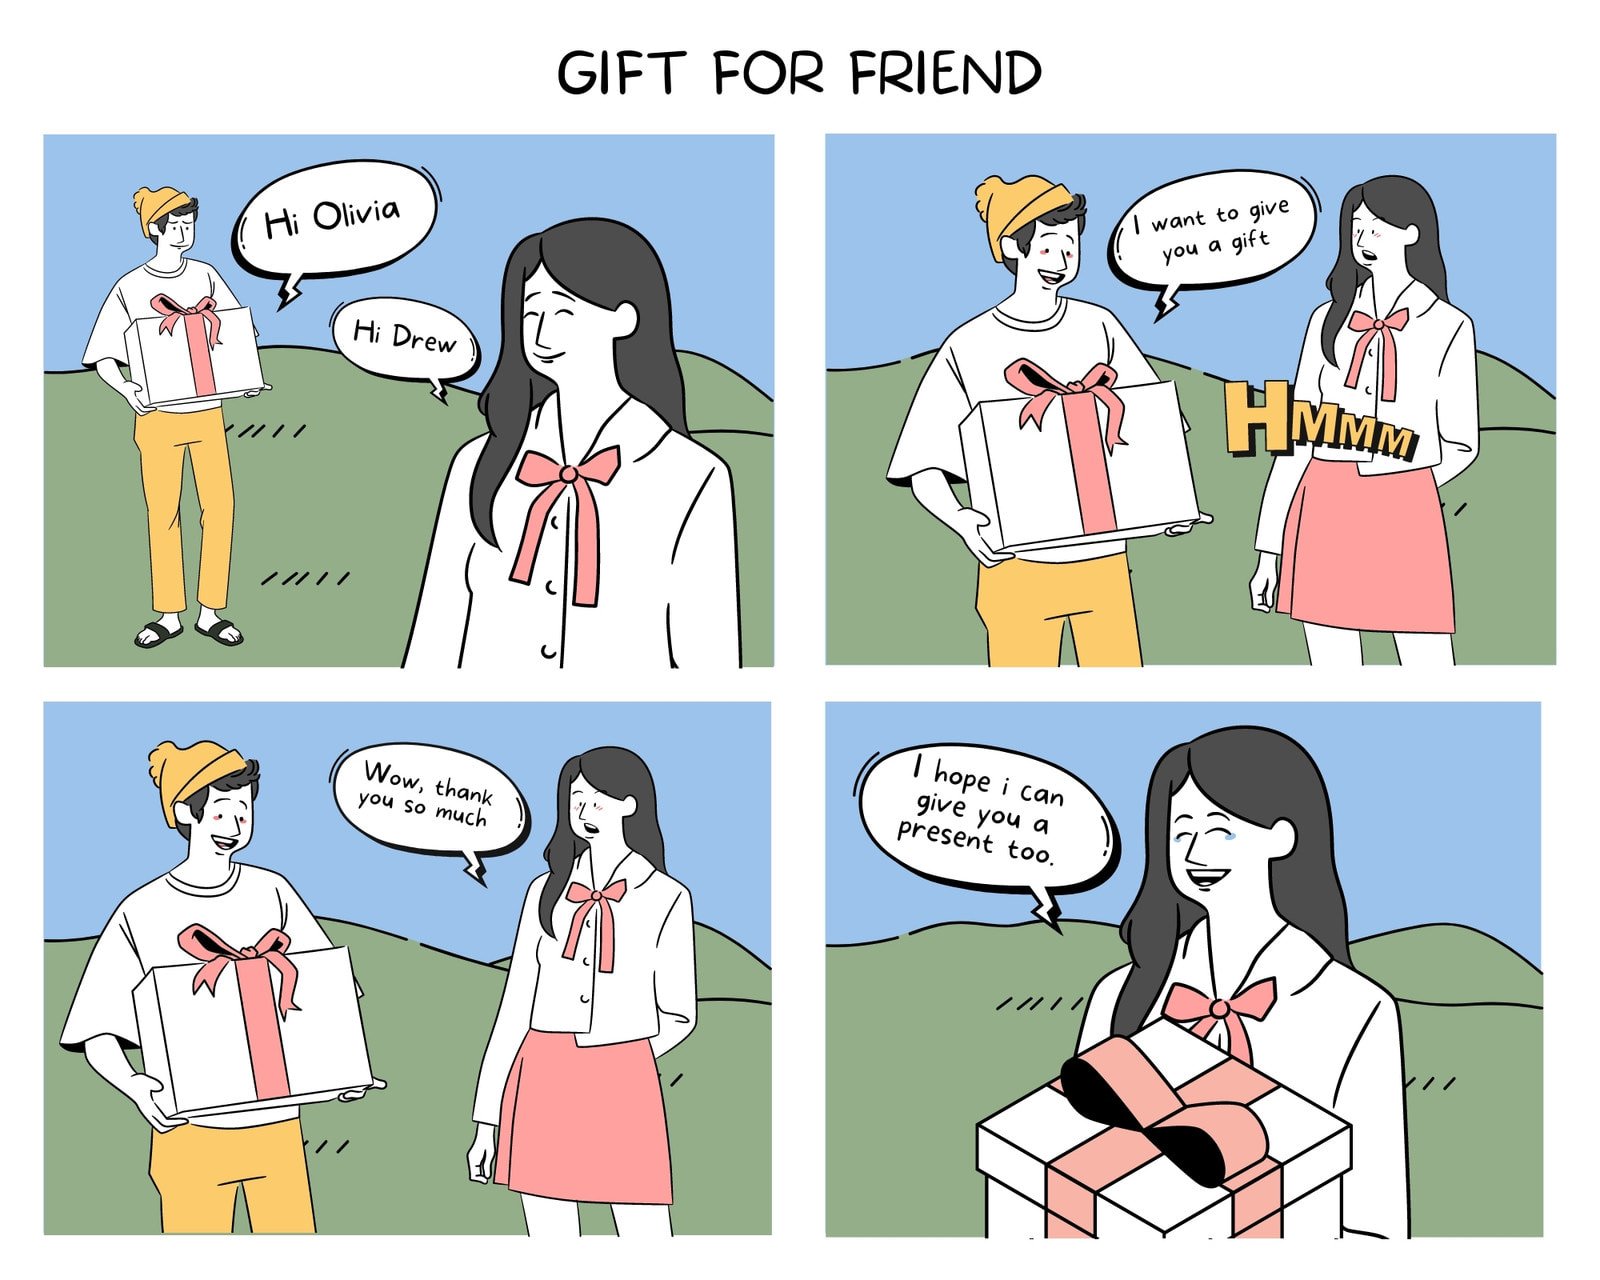 GIFT FOR FRIEND
Hi Olivia
Hi Drew
I want to give
you a gift
HMMMM
Wow, thank
you so much
I hope i can
give you a
present too.